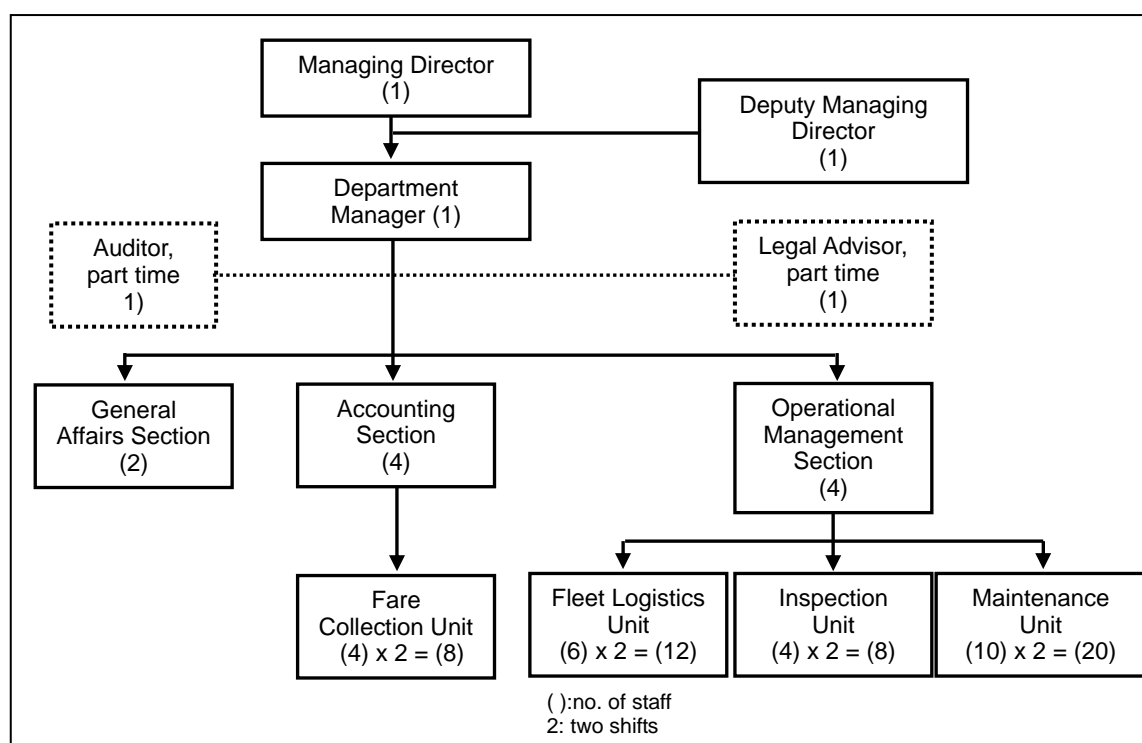 Managing Director
(1)
Deputy Managing
Director
(1)
Department
Manager (1)
Auditor,
part time
1)
Legal Advisor,
part time
(1)
General
Affairs Section
(2)
Accounting
Section
(4)
Operational
Management
Section
(4)
Fare
Collection Unit
(4) x 2 = (8)
Fleet Logistics
Unit
(6) x 2 = (12)
Inspection
Unit
(4) x 2 = (8)
Maintenance
Unit
(10) x 2 = (20)
( ):no. of staff
2: two shifts